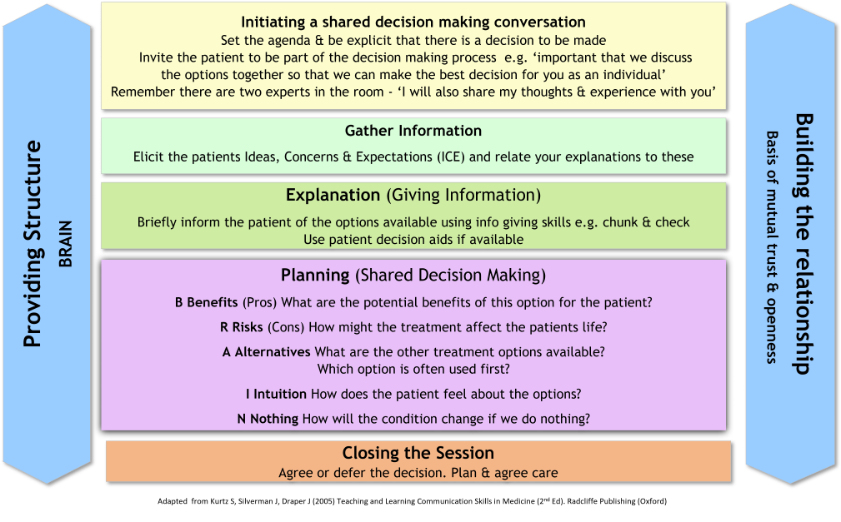 Initiating a shared decision making conversation
Set the agenda & be explicit that there is a decision to be made
Invite the patient to be part of the decision making process e.g. ‘important that we discuss
the options together so that we can make the best decision for you as an individual’
Remember there are two experts in the room - ‘I will also share my thoughts & experience with you’
Providing Structure
BRAIN
Gather Information
Elicit the patients Ideas, Concerns & Expectations (ICE) and relate your explanations to these
Explanation (Giving Information)
Briefly inform the patient of the options available using info giving skills e.g. chunk & check
Use patient decision aids if available
Planning (Shared Decision Making)
B Benefits (Pros) What are the potential benefits of this option for the patient?
R Risks (Cons) How might the treatment affect the patients life?
A Alternatives What are the other treatment options available?
Which option is often used first?
I Intuition How does the patient feel about the options?
N Nothing How will the condition change if we do nothing?
Closing the Session
Agree or defer the decision. Plan & agree care
Building the relationship
Basis of mutual trust & openness
Adapted from Kurtz S, Silverman J, Draper J (2005) Teaching and Learning Communication Skills in Medicine (2nd Ed). Radcliffe Publishing (Oxford)